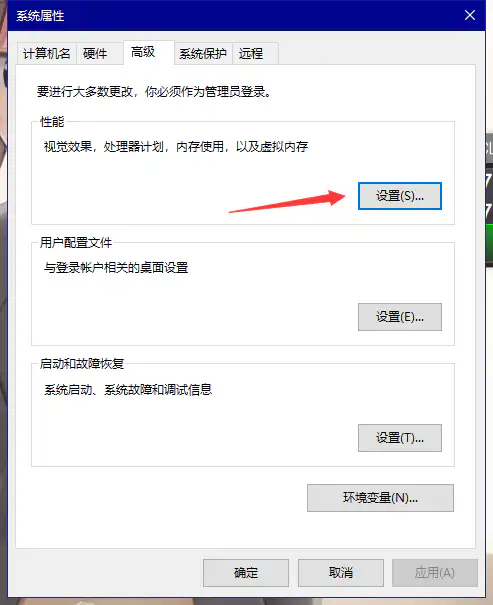 系统属性
计算机名
硬件
高级
系统保护
远程
要进行大多数更改，你必须作为管理员登录。
性能
视觉效果，处理器计划，内存使用，以及虚拟内存
设置(S)...
用户配置文件
与登录帐户相关的桌面设置
设置(E)...
启动和故障恢复
系统启动、系统故障和调试信息
设置(T)...
环境变量(N)...
确定
取消
应用(A)